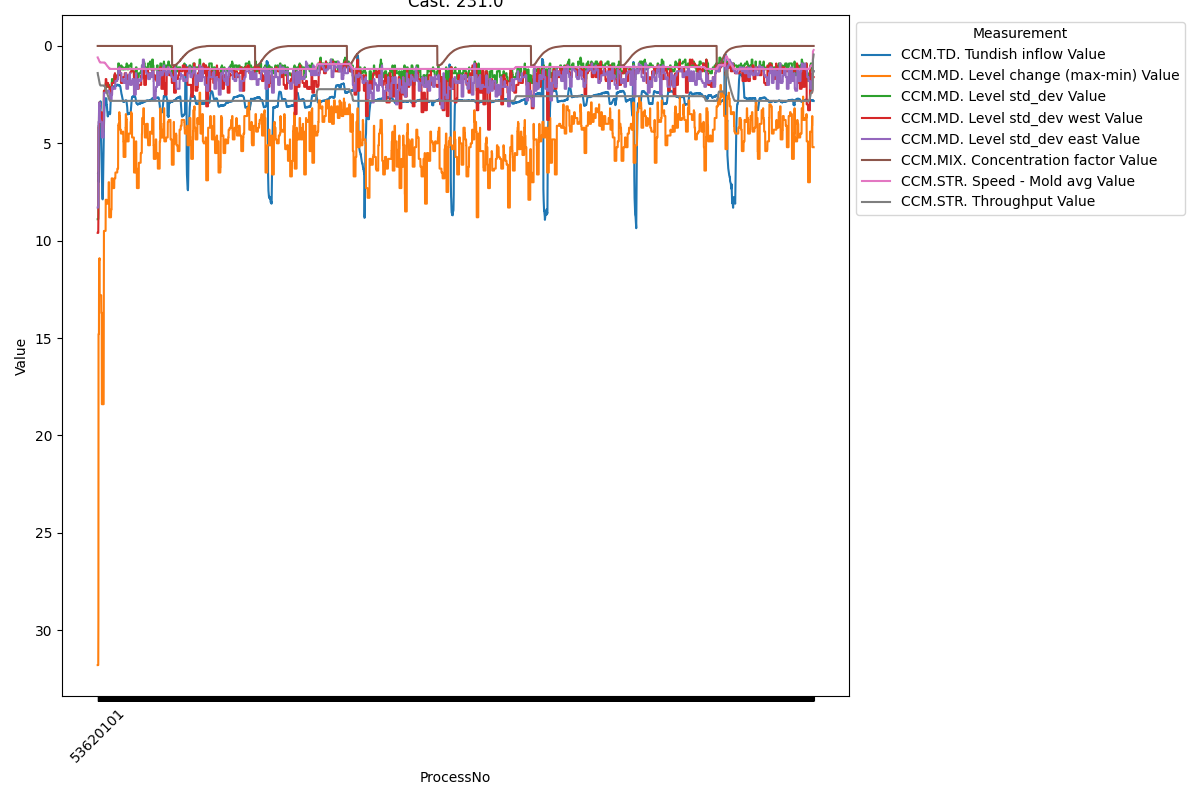 Cast: 231.0
0
5
10
15
20
25
30
Value
53620101
ProcessNo
Measurement
CCM.TD. Tundish inflow Value
CCM.MD. Level change (max-min) Value
CCM.MD. Level std_dev Value
CCM.MD. Level std_dev west Value
CCM.MD. Level std_dev east Value
CCM.MIX. Concentration factor Value
CCM.STR. Speed - Mold avg Value
CCM.STR. Throughput Value